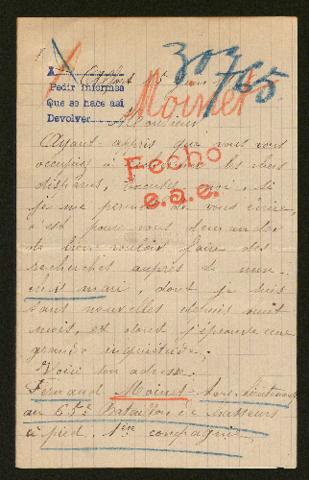 30765
Moinet
A
Pedir informes
Que se hace así
Devolver
Monsieur
Ayant appris que vous vous
occupiez à les
disparus, excusez moi si
je me permets de vous écrire,
c'est pour vous demander
de bien vouloir faire des
recherches auprès de mon
mari, dont je suis
sans nouvelles depuis huit
mois, et dont j'éprouve une
grande inquiétude.
Voici son adresse
Fernand Moinet Sous-lieutenant
au 65e Bataillon de chasseurs
à pied. compagnie
Fecho
e.a.e.